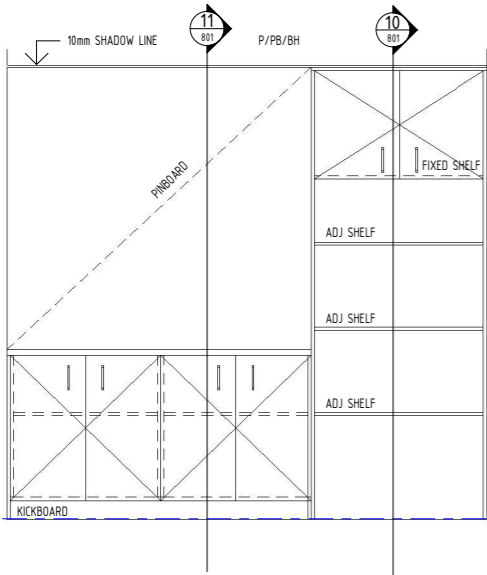 11
801
10
801
10mm SHADOW LINE
P/PB/BH
PINBOARD
FIXED SHELF
ADJ SHELF
ADJ SHELF
ADJ SHELF
KICKBOARD